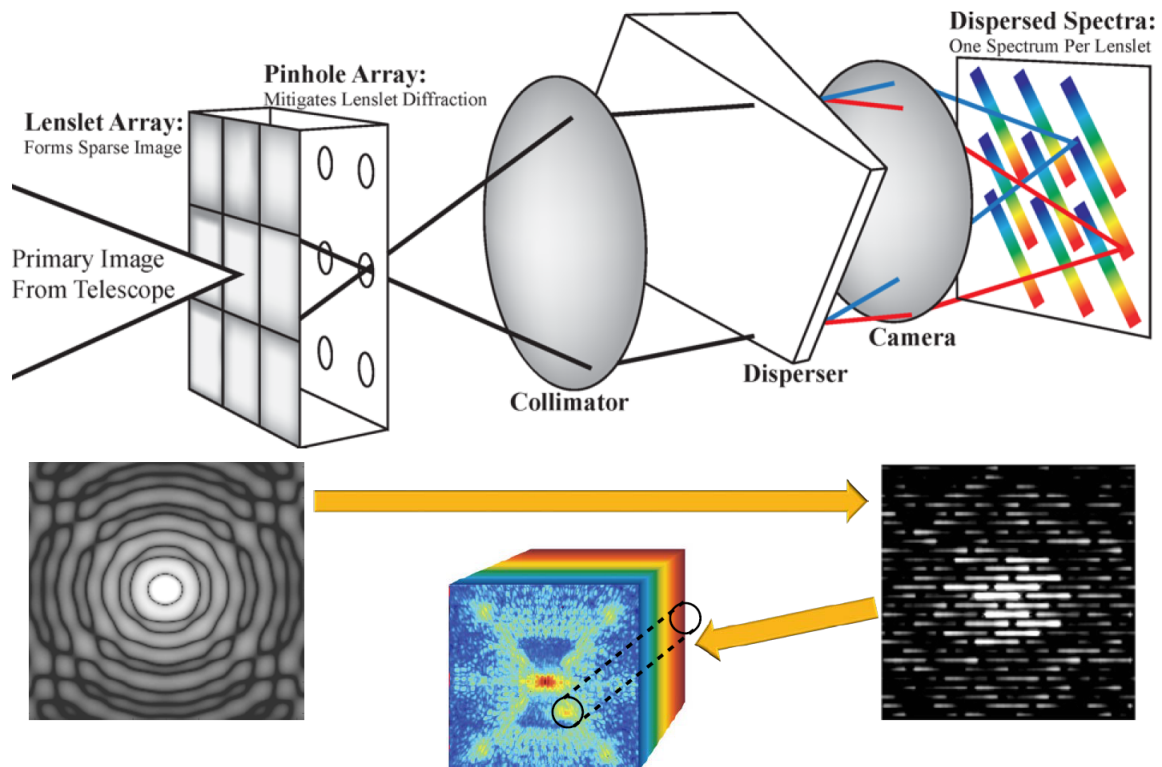 Dispersed Spectra:
One Spectrum Per Lenslet
Pinhole Array:
Mitigates Lenslet Diffraction
Lenslet Array:
Forms Sparse Image
Primary Image
From Telescope
Camera
Disperser
Collimator